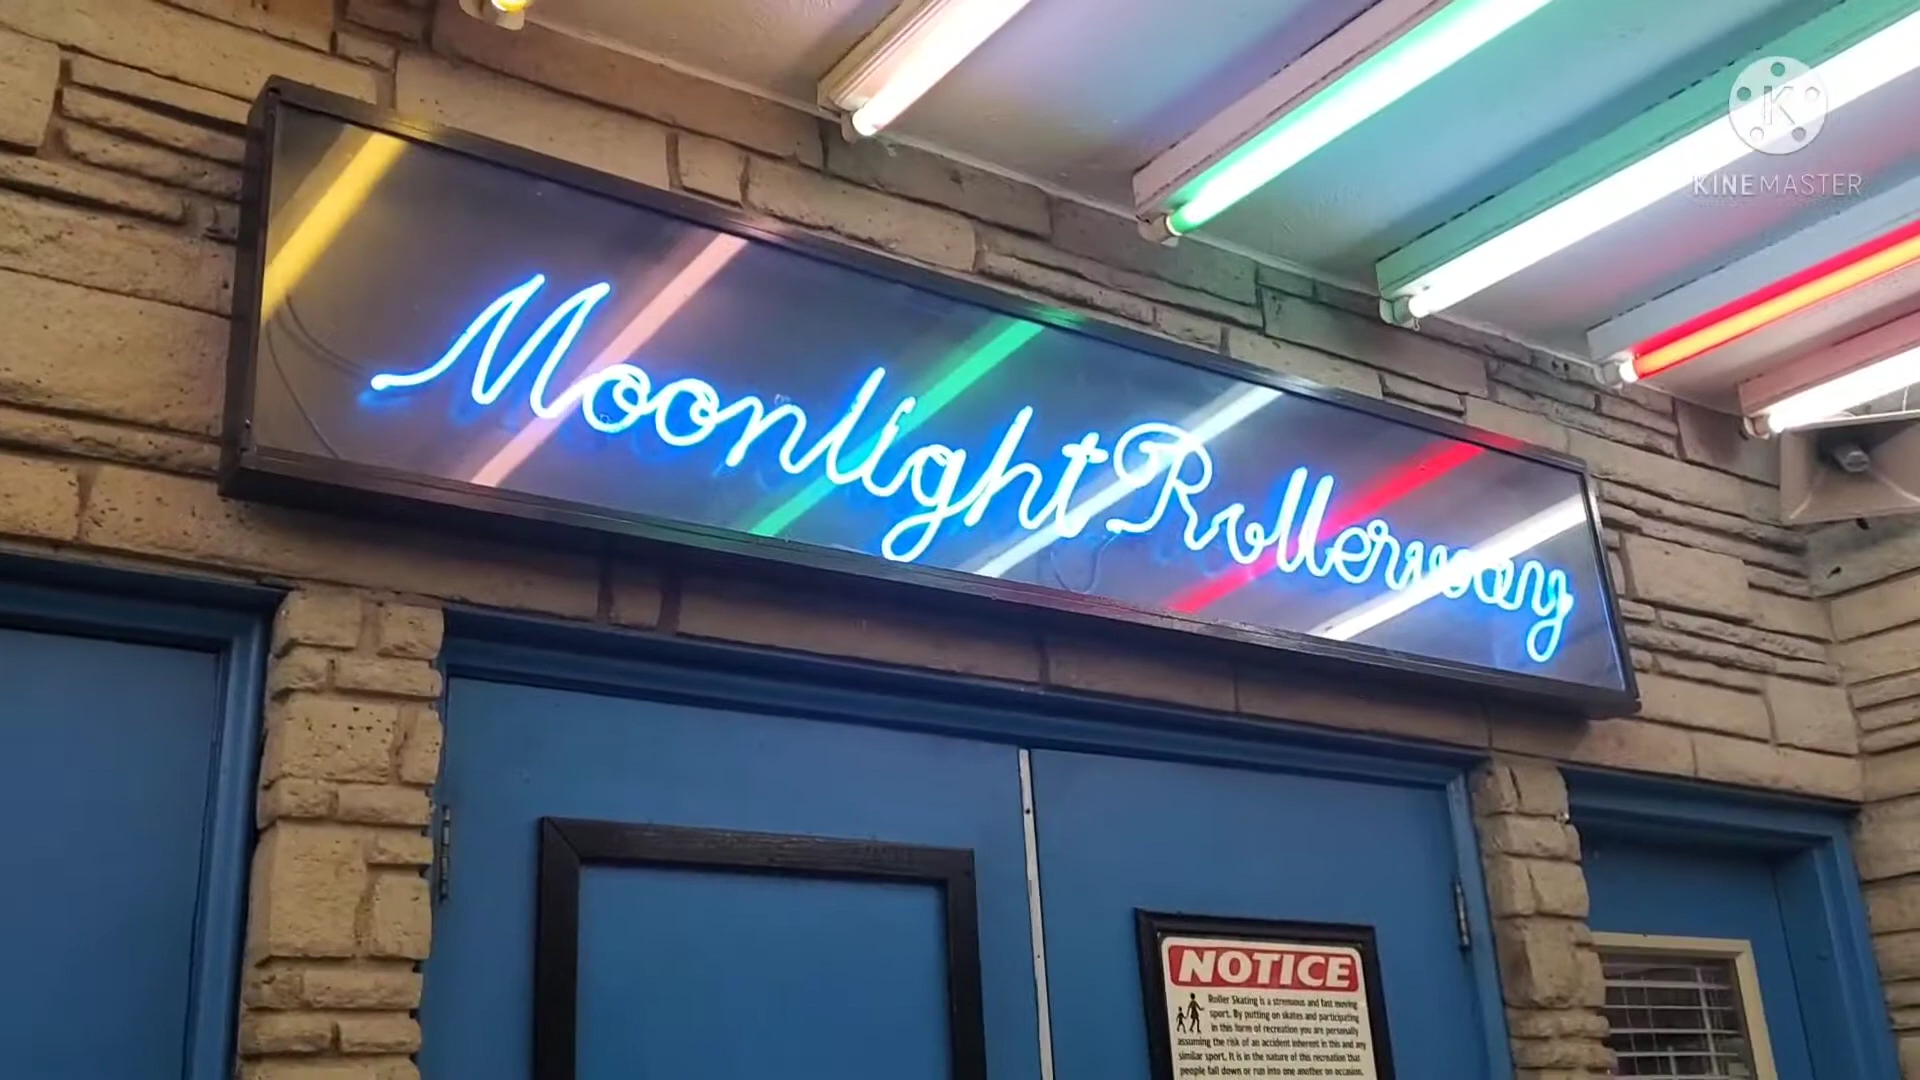 K
KINEMASTER
Moonlight Rollerway
NOTICE
Roller Skating is a strenuous and fast moving
sport. By putting on skates and participating
in this form of recreation you are personally
assuming the risk of an accident inherent in this and any
similar sport. It is in the nature of this recreation that
people fall down or run into one another on occasion.